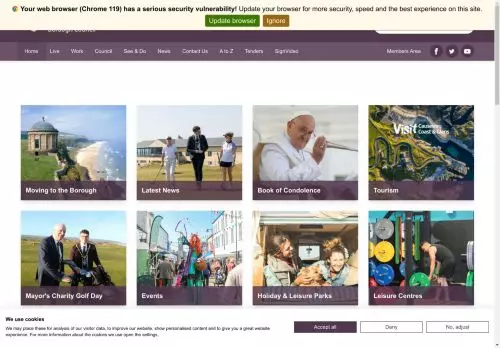 Your web browser (Chrome 119) has a serious security vulnerability! Update your browser for more security, speed and the best experience on this site.
Update browser Ignore
Borough Council
Home Live Work Council See & Do News Contact Us A to Z Tenders SignVideo Members Area
Visit Causeway Coast & Glens
Moving to the Borough Latest News Book of Condolence Tourism
Mayor's Charity Golf Day Events Holiday & Leisure Parks Leisure Centres
We use cookies
We may place these for analysis of our visitor data, to improve our website, show personalised content and to give you a great website
experience. For more information about the cookies we use open the settings.
Accept all Deny No, adjust